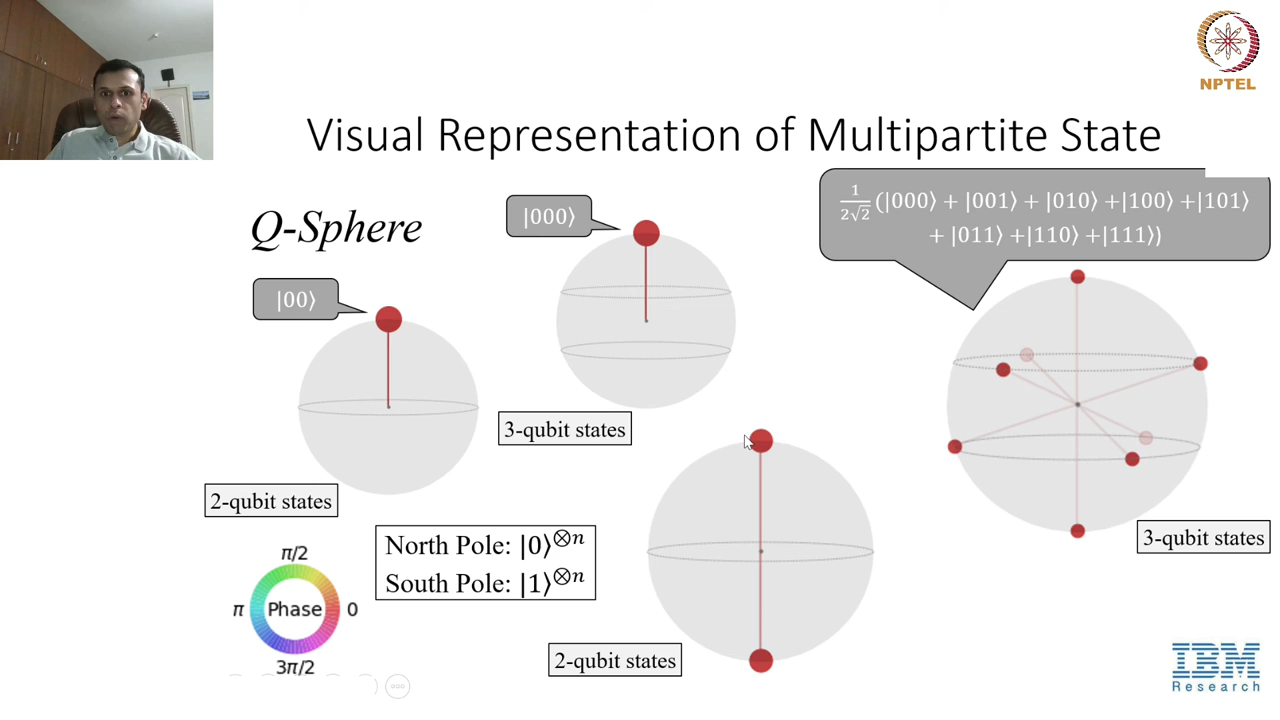 NPTEL
Visual Representation of Multipartite State
Q-Sphere
|00⟩
2-qubit states
|000⟩
3-qubit states
1/2√2 (|000⟩ + |001⟩ + |010⟩ +|100⟩ +|101⟩
+ |011⟩ +|110⟩ +|111⟩)
3-qubit states
North Pole: |0⟩⊗n
South Pole: |1⟩⊗n
2-qubit states
π/2
π Phase 0
3π/2
IBM
Research